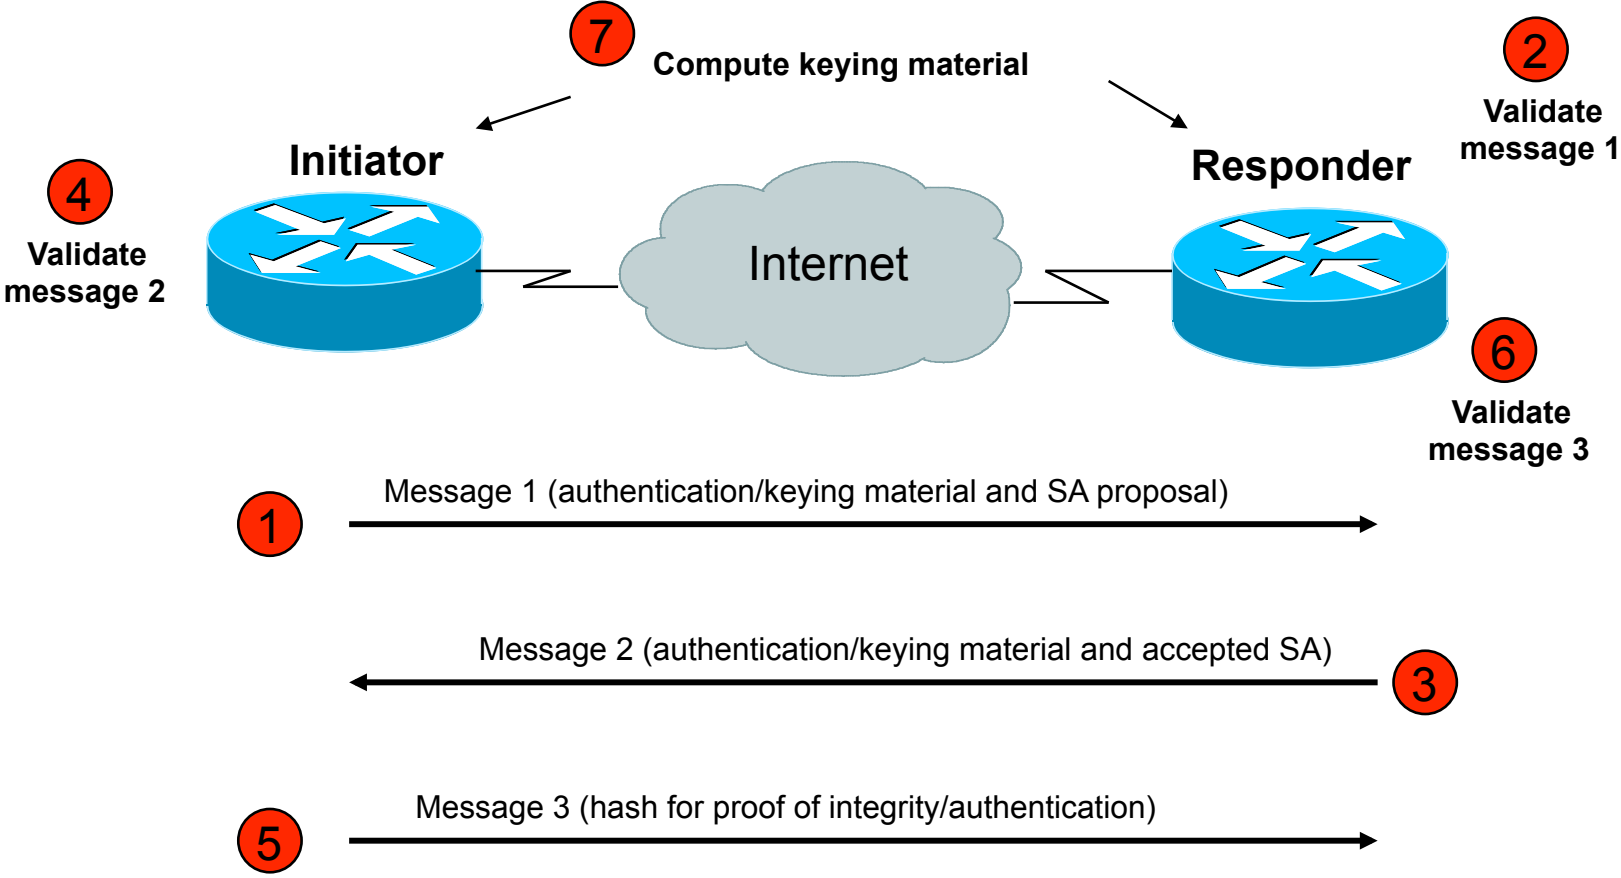 7
Compute keying material
2
Validate
message 1
Initiator
Responder
4
Validate
message 2
Internet
6
Validate
message 3
Message 1 (authentication/keying material and SA proposal)
1
Message 2 (authentication/keying material and accepted SA)
3
Message 3 (hash for proof of integrity/authentication)
5